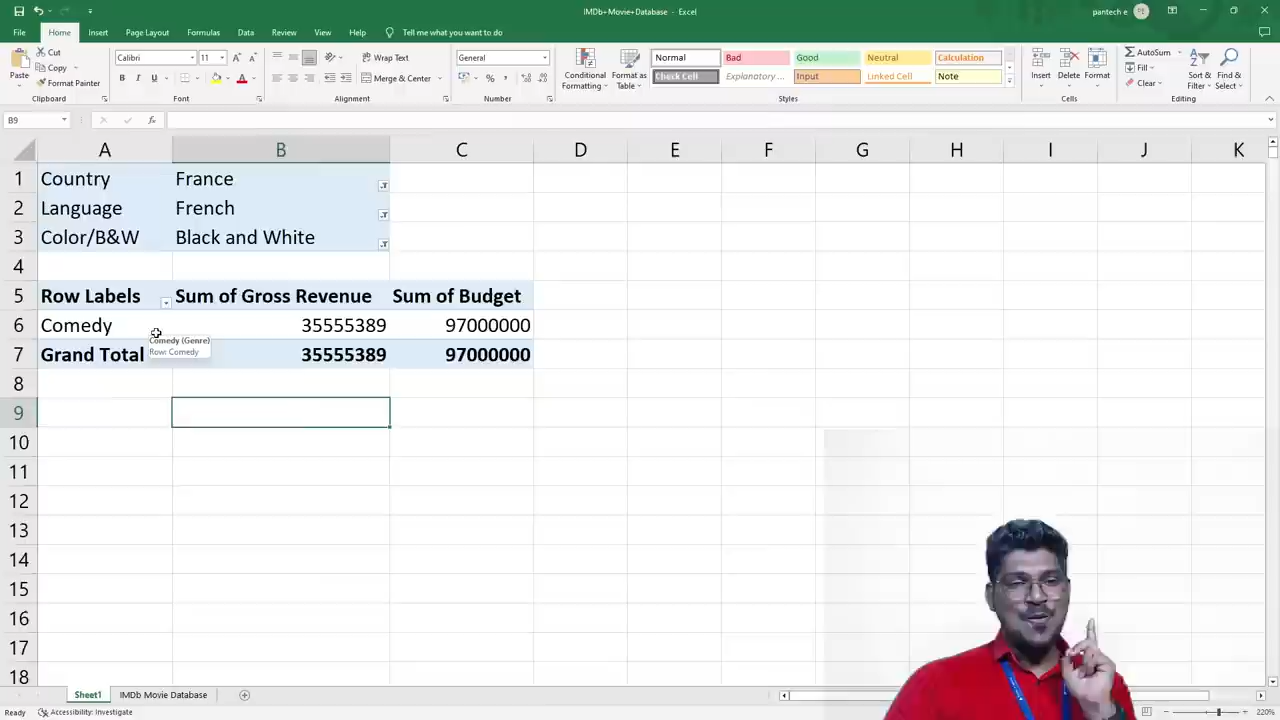 IMDb+Movie+Database - Excel
pantech e
File Home Insert Page Layout Formulas Data Review View Help Tell me what you want to do
Paste
Cut
Copy
Format Painter
Clipboard
Calibri 11
B I U
Font
Wrap Text
Merge & Center
Alignment
General
Number
Conditional Formatting
Format as Table
Normal Bad Good Neutral Calculation
Check Cell Explanatory ... Input Linked Cell Note
Styles
Insert Delete Format
Cells
AutoSum
Fill
Clear
Sort & Filter
Find & Select
Editing
B9 fx
A B C D E F G H I J K
1 Country France
2 Language French
3 Color/B&W Black and White
4
5 Row Labels Sum of Gross Revenue Sum of Budget
6 Comedy 35555389 97000000
Comedy (Genre)
Row: Comedy
7 Grand Total 35555389 97000000
8
9
10
11
12
13
14
15
16
17
18
Sheet1 IMDb Movie Database
Ready Accessibility: Investigate 220%